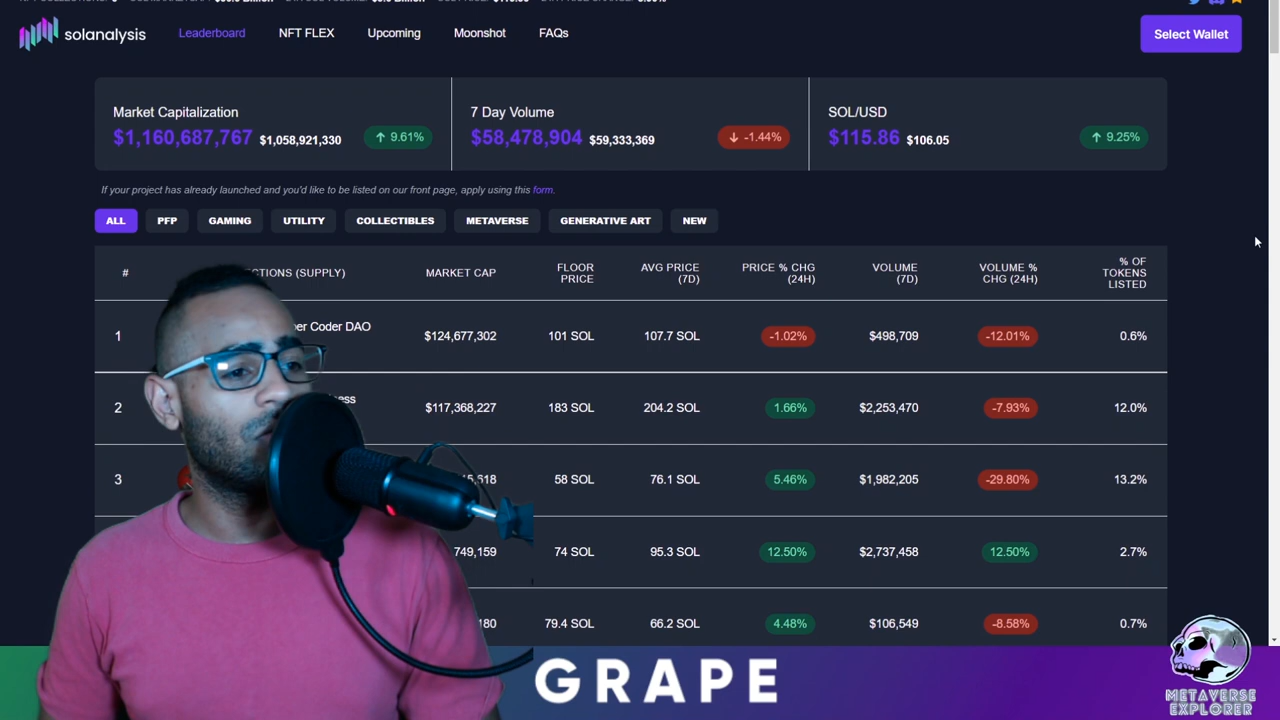 solanalysis
Leaderboard
NFT FLEX
Upcoming
Moonshot
FAQs
Select Wallet
Market Capitalization
$1,160,687,767 $1,058,921,330 ↑ 9.61%
7 Day Volume
$58,478,904 $59,333,369 ↓ -1.44%
SOL/USD
$115.86 $106.05 ↑ 9.25%
If your project has already launched and you'd like to be listed on our front page, apply using this form.
ALL
PFP
GAMING
UTILITY
COLLECTIBLES
METAVERSE
GENERATIVE ART
NEW
#
CTIONS (SUPPLY)
MARKET CAP
FLOOR
PRICE
AVG PRICE
(7D)
PRICE % CHG
(24H)
VOLUME
(7D)
VOLUME %
CHG (24H)
% OF
TOKENS
LISTED
1 per Coder DAO $124,677,302 101 SOL 107.7 SOL -1.02% $498,709 -12.01% 0.6%
2 ness $117,368,227 183 SOL 204.2 SOL 1.66% $2,253,470 -7.93% 12.0%
3 58 SOL 76.1 SOL 5.46% $1,982,205 -29.80% 13.2%
749,159 74 SOL 95.3 SOL 12.50% $2,737,458 12.50% 2.7%
180 79.4 SOL 66.2 SOL 4.48% $106,549 -8.58% 0.7%
GRAPE
METAVERSE
EXPLORER